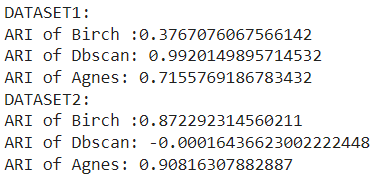 DATASET1:
ARI of Birch :0.3767076067566142
ARI of Dbscan: 0.9920149895714532
ARI of Agnes: 0.7155769186783432
DATASET2:
ARI of Birch :0.872292314560211
ARI of Dbscan: -0.00016436623002222448
ARI of Agnes: 0.90816307882887